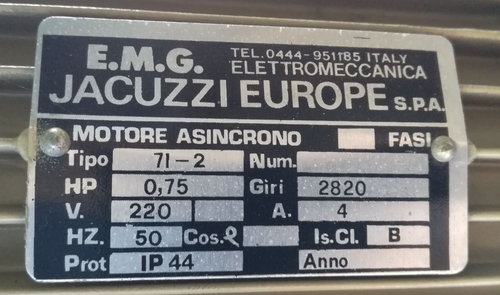 E.M.G. TEL.0444-951185 ITALY
ELETTROMECCANICA
JACUZZI EUROPE S.P.A.
MOTORE ASINCRONO FASI
Tipo 71-2 Num.
HP 0,75 Giri 2820
V. 220 A. 4
HZ. 50 Cos.φ Is.Cl. B
Prot IP 44 Anno